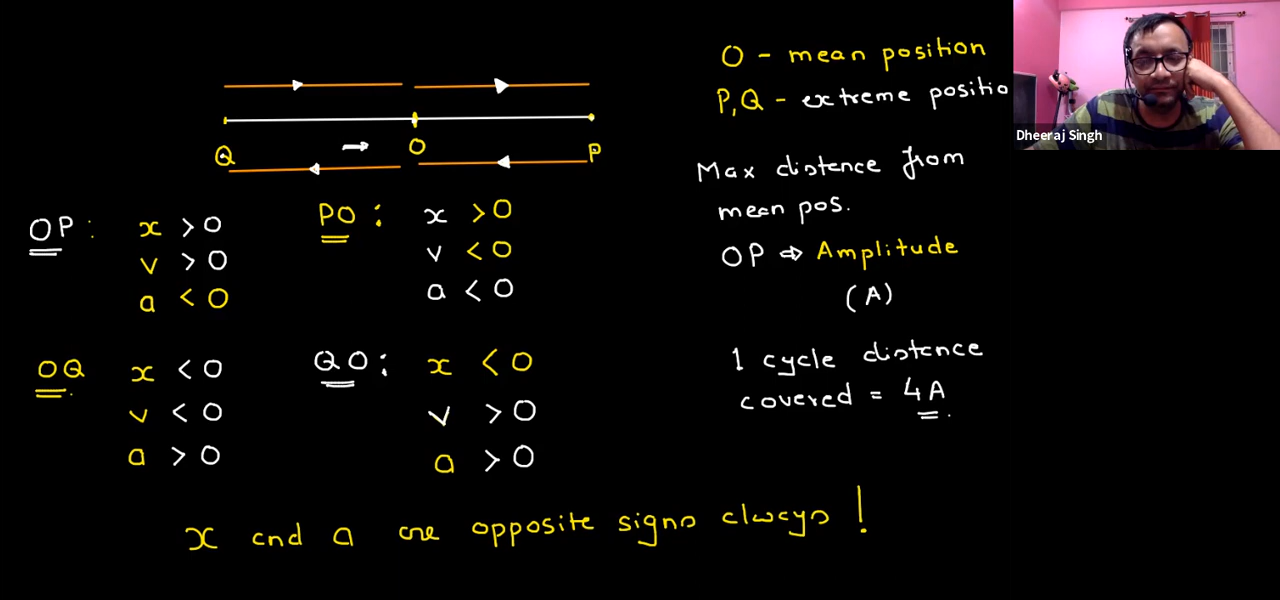 O - mean position
P,Q - extreme positio
Dheeraj Singh
Q O P
Max distance from
mean pos.
OP ⇒ Amplitude
(A)
OP : x > 0
v > 0
a < 0
PO : x > 0
v < 0
a < 0
OQ x < 0
v < 0
a > 0
QO : x < 0
v > 0
a > 0
1 cycle distance
covered = 4A
x and a are opposite signs always !